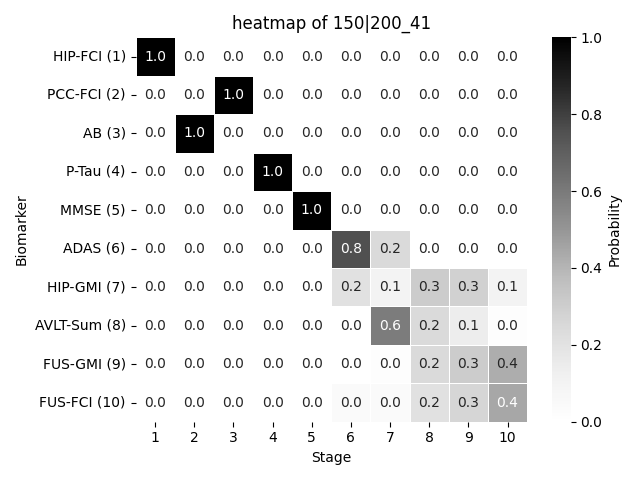 heatmap of 150|200_41
HIP-FCI (1) 1.0 0.0 0.0 0.0 0.0 0.0 0.0 0.0 0.0 0.0
PCC-FCI (2) 0.0 0.0 1.0 0.0 0.0 0.0 0.0 0.0 0.0 0.0
AB (3) 0.0 1.0 0.0 0.0 0.0 0.0 0.0 0.0 0.0 0.0
P-Tau (4) 0.0 0.0 0.0 1.0 0.0 0.0 0.0 0.0 0.0 0.0
MMSE (5) 0.0 0.0 0.0 0.0 1.0 0.0 0.0 0.0 0.0 0.0
ADAS (6) 0.0 0.0 0.0 0.0 0.0 0.8 0.2 0.0 0.0 0.0
HIP-GMI (7) 0.0 0.0 0.0 0.0 0.0 0.2 0.1 0.3 0.3 0.1
AVLT-Sum (8) 0.0 0.0 0.0 0.0 0.0 0.0 0.6 0.2 0.1 0.0
FUS-GMI (9) 0.0 0.0 0.0 0.0 0.0 0.0 0.0 0.2 0.3 0.4
FUS-FCI (10) 0.0 0.0 0.0 0.0 0.0 0.0 0.0 0.2 0.3 0.4
1 2 3 4 5 6 7 8 9 10
Stage
Biomarker
1.0
0.8
0.6
0.4
0.2
0.0
Probability